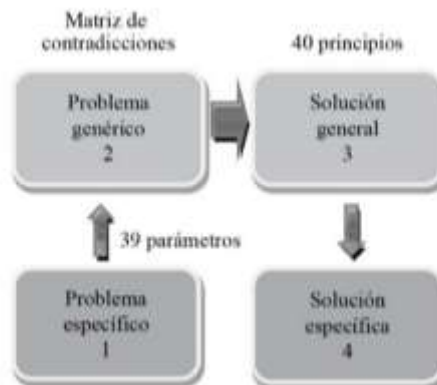 Matriz de
contradicciones
40 principios
Problema
genérico
2
Solución
general
3
39 parámetros
Problema
específico
1
Solución
específica
4